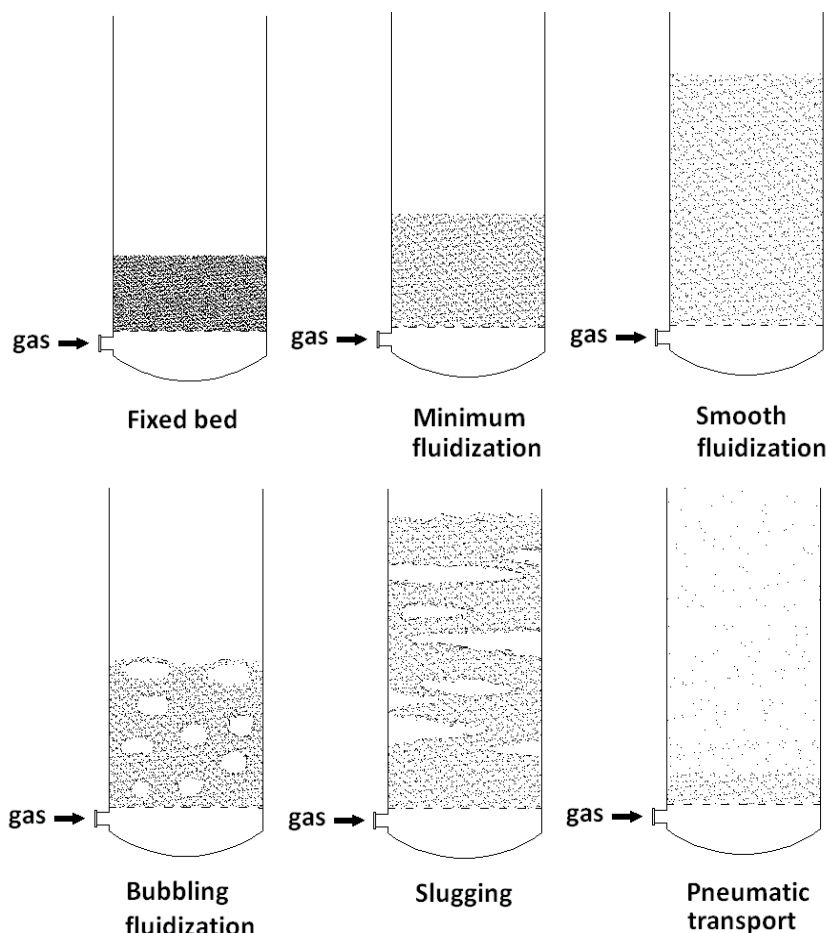 gas
gas
gas
Fixed bed
Minimum
fluidization
Smooth
fluidization
gas
gas
gas
Bubbling
fluidization
Slugging
Pneumatic
transport